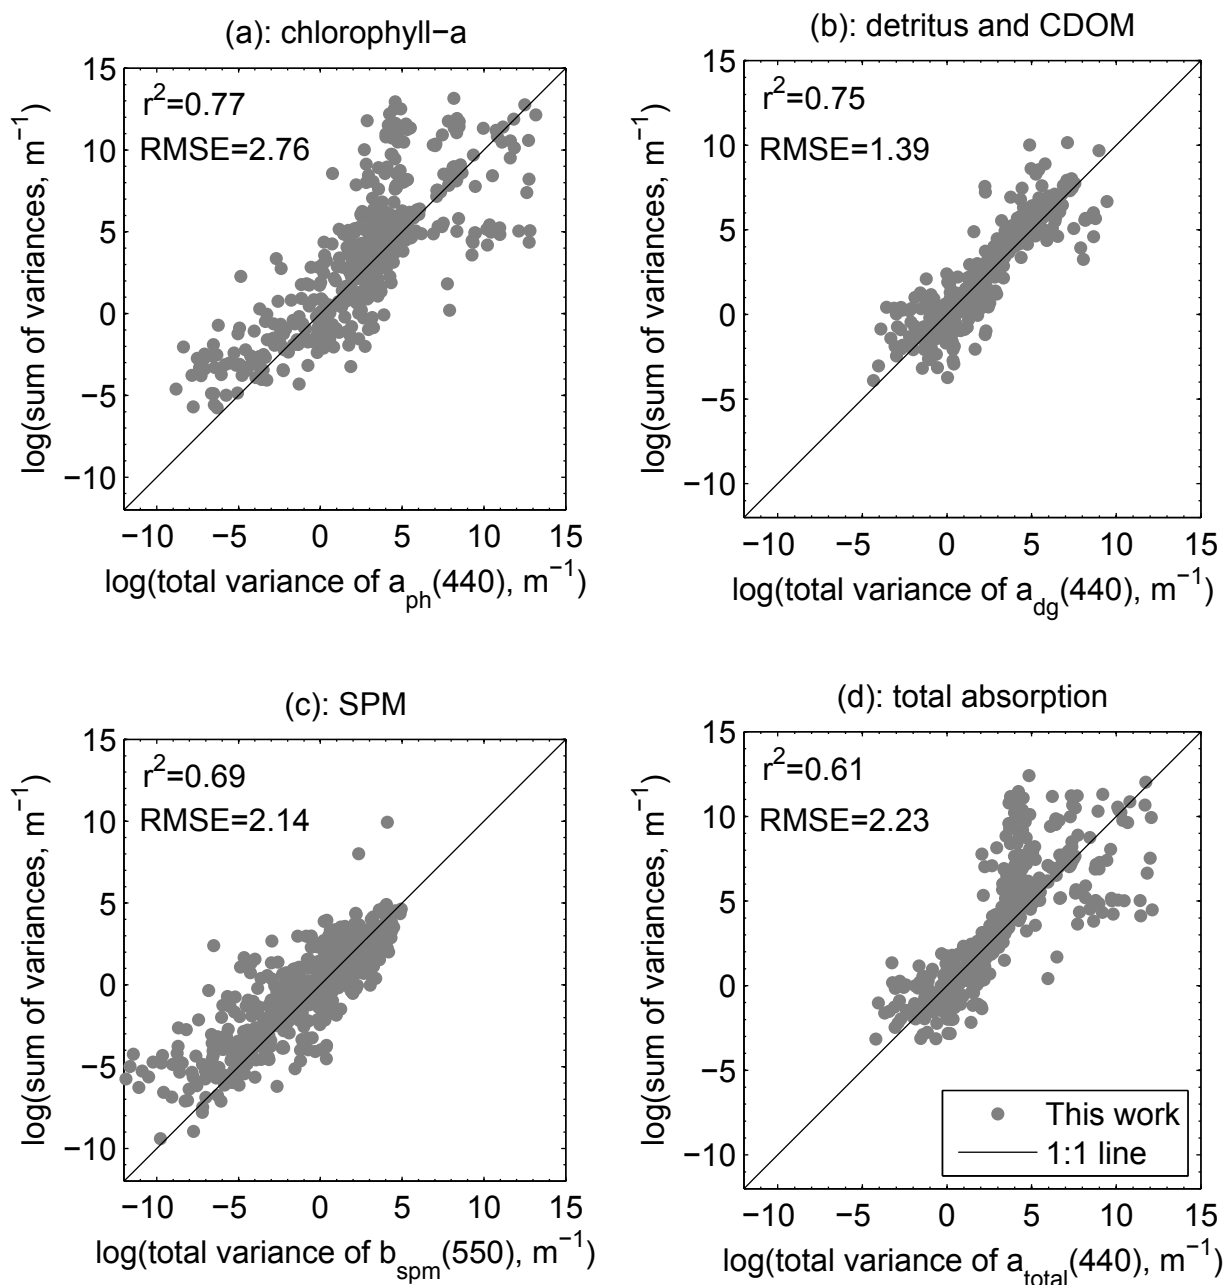 (a): chlorophyll−a
r²=0.77
RMSE=2.76
log(sum of variances, m⁻¹)
15
10
5
0
−5
−10
−10 −5 0 5 10 15
log(total variance of a_ph(440), m⁻¹)
(b): detritus and CDOM
r²=0.75
RMSE=1.39
log(sum of variances, m⁻¹)
15
10
5
0
−5
−10
−10 −5 0 5 10 15
log(total variance of a_dg(440), m⁻¹)
(c): SPM
r²=0.69
RMSE=2.14
log(sum of variances, m⁻¹)
15
10
5
0
−5
−10
−10 −5 0 5 10 15
log(total variance of b_spm(550), m⁻¹)
(d): total absorption
r²=0.61
RMSE=2.23
log(sum of variances, m⁻¹)
15
10
5
0
−5
−10
This work
1:1 line
−10 −5 0 5 10 15
log(total variance of a_total(440), m⁻¹)